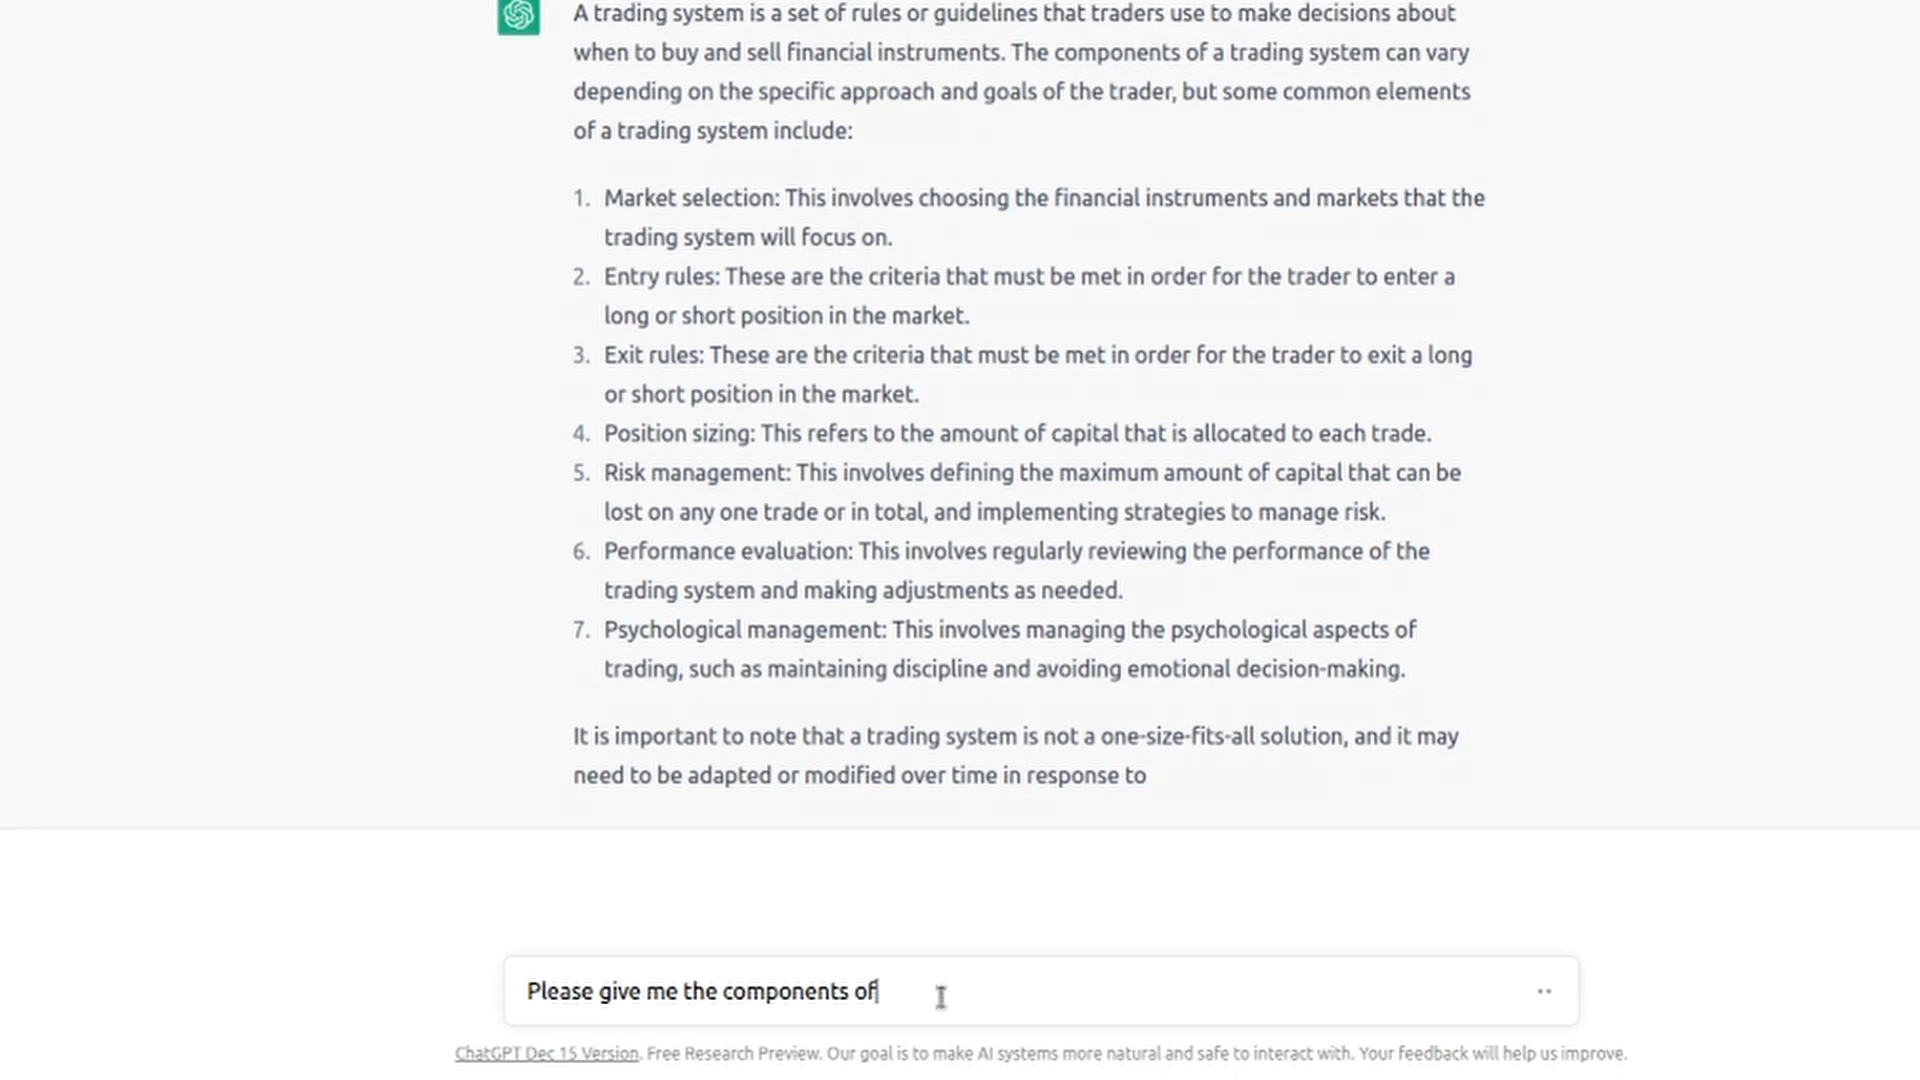 A trading system is a set of rules or guidelines that traders use to make decisions about
when to buy and sell financial instruments. The components of a trading system can vary
depending on the specific approach and goals of the trader, but some common elements
of a trading system include:
1. Market selection: This involves choosing the financial instruments and markets that the
trading system will focus on.
2. Entry rules: These are the criteria that must be met in order for the trader to enter a
long or short position in the market.
3. Exit rules: These are the criteria that must be met in order for the trader to exit a long
or short position in the market.
4. Position sizing: This refers to the amount of capital that is allocated to each trade.
5. Risk management: This involves defining the maximum amount of capital that can be
lost on any one trade or in total, and implementing strategies to manage risk.
6. Performance evaluation: This involves regularly reviewing the performance of the
trading system and making adjustments as needed.
7. Psychological management: This involves managing the psychological aspects of
trading, such as maintaining discipline and avoiding emotional decision-making.
It is important to note that a trading system is not a one-size-fits-all solution, and it may
need to be adapted or modified over time in response to
Please give me the components of
ChatGPT Dec 15 Version. Free Research Preview. Our goal is to make AI systems more natural and safe to interact with. Your feedback will help us improve.